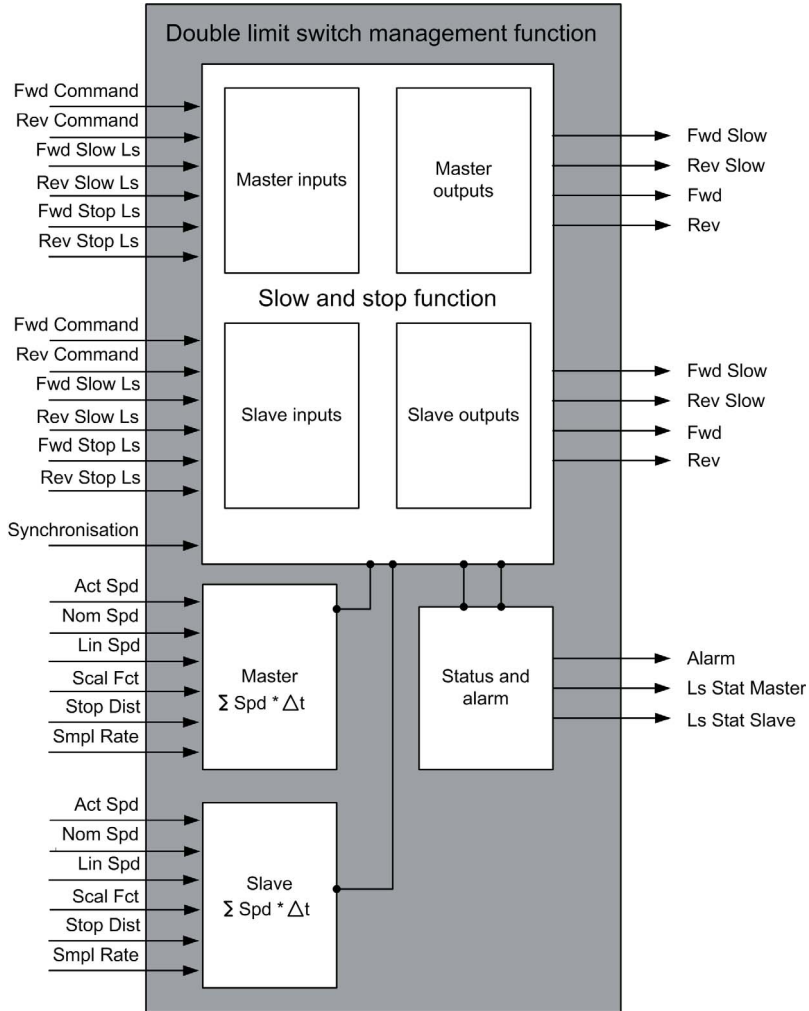 Double limit switch management function
Fwd Command
Rev Command
Fwd Slow Ls
Rev Slow Ls
Fwd Stop Ls
Rev Stop Ls
Master inputs
Master
outputs
Fwd Slow
Rev Slow
Fwd
Rev
Slow and stop function
Fwd Command
Rev Command
Fwd Slow Ls
Rev Slow Ls
Fwd Stop Ls
Rev Stop Ls
Slave inputs
Slave outputs
Fwd Slow
Rev Slow
Fwd
Rev
Synchronisation
Act Spd
Nom Spd
Lin Spd
Scal Fct
Stop Dist
Smpl Rate
Master
Σ Spd * Δt
Status and
alarm
Alarm
Ls Stat Master
Ls Stat Slave
Act Spd
Nom Spd
Lin Spd
Scal Fct
Stop Dist
Smpl Rate
Slave
Σ Spd * Δt